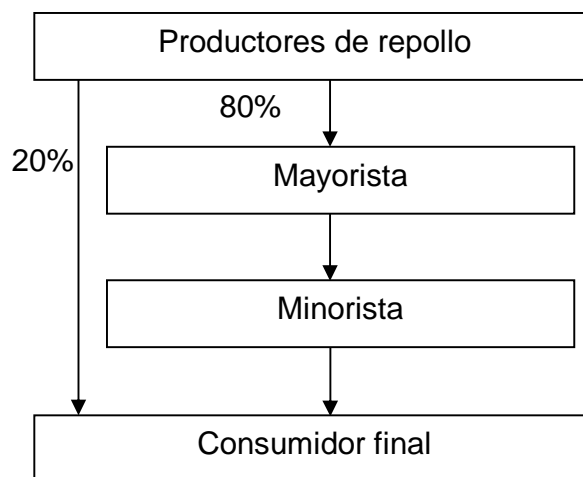 Productores de repollo
80%
20%
Mayorista
Minorista
Consumidor final